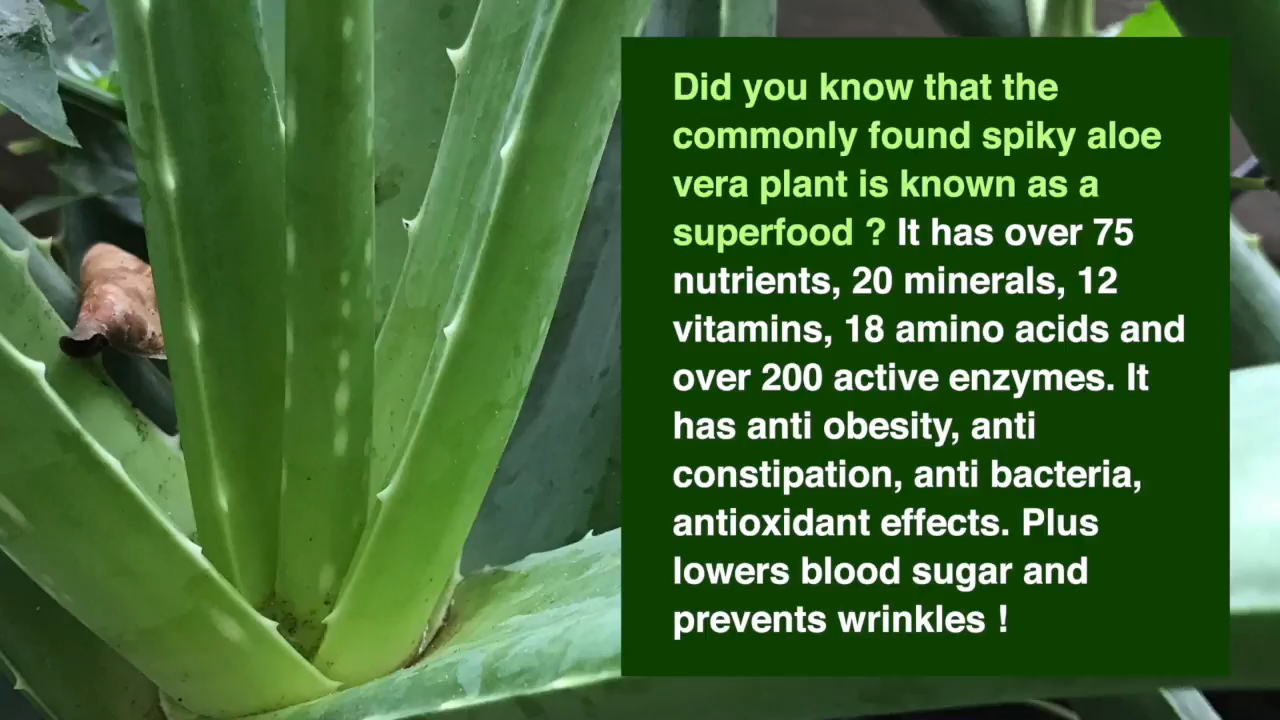 Did you know that the
commonly found spiky aloe
vera plant is known as a
superfood ? It has over 75
nutrients, 20 minerals, 12
vitamins, 18 amino acids and
over 200 active enzymes. It
has anti obesity, anti
constipation, anti bacteria,
antioxidant effects. Plus
lowers blood sugar and
prevents wrinkles !